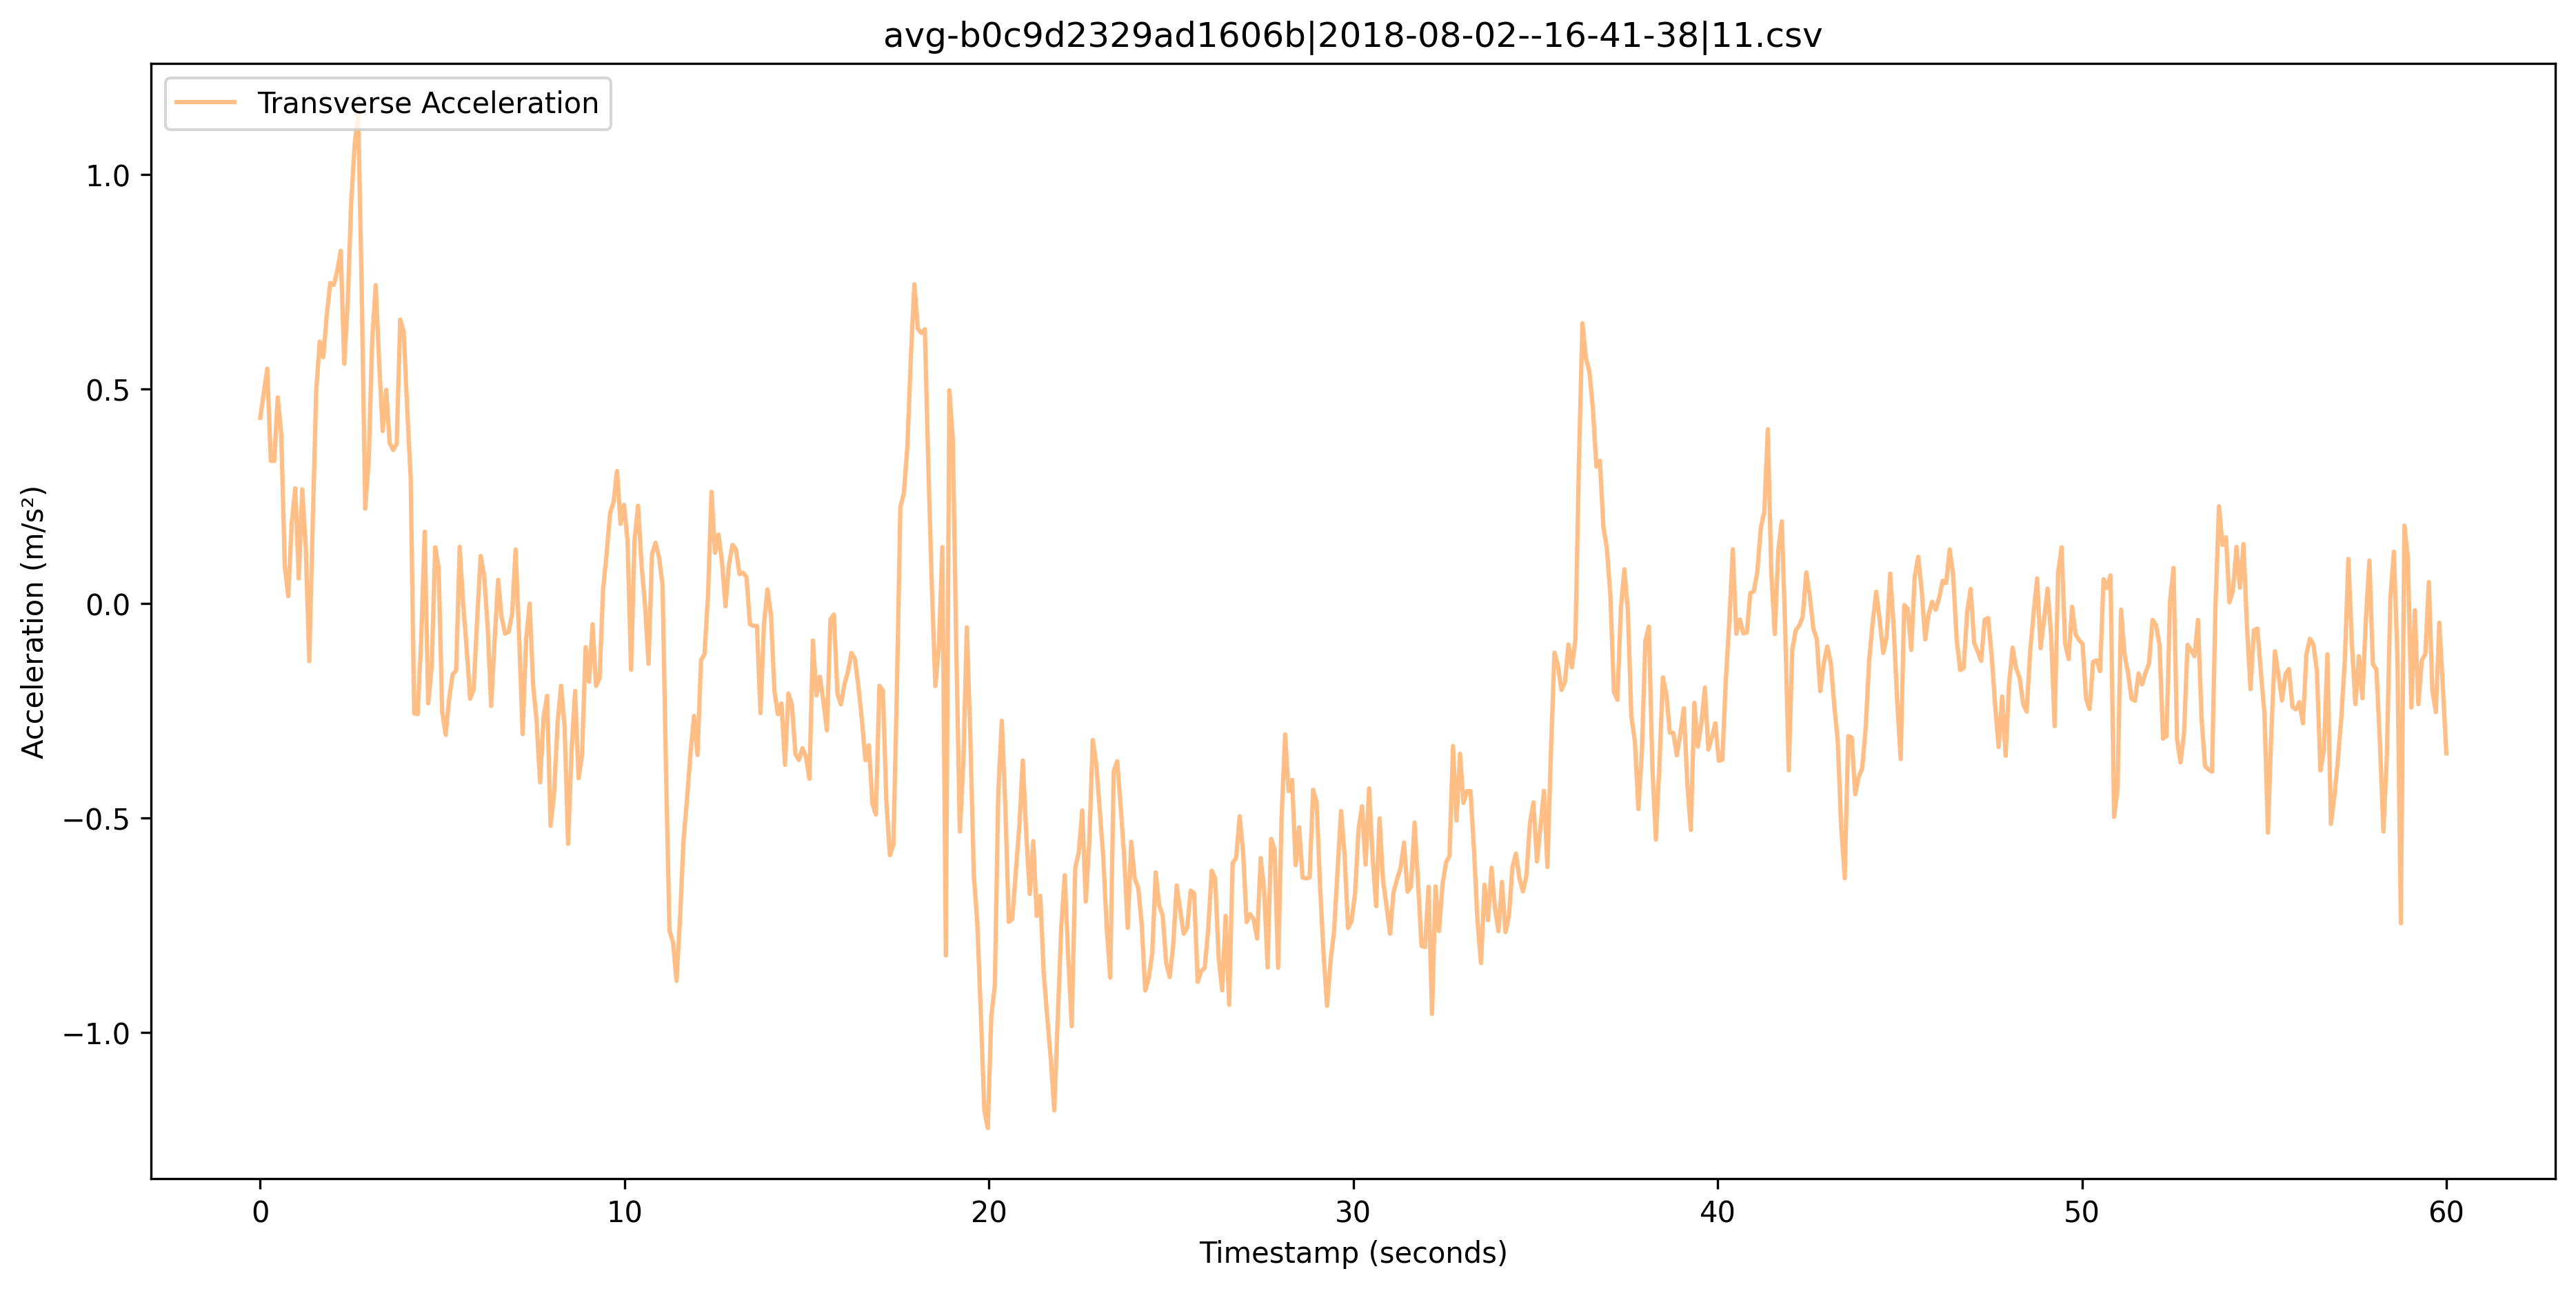 avg-b0c9d2329ad1606b|2018-08-02--16-41-38|11.csv
Transverse Acceleration
Acceleration (m/s²)
1.0
0.5
0.0
−0.5
−1.0
0 10 20 30 40 50 60
Timestamp (seconds)